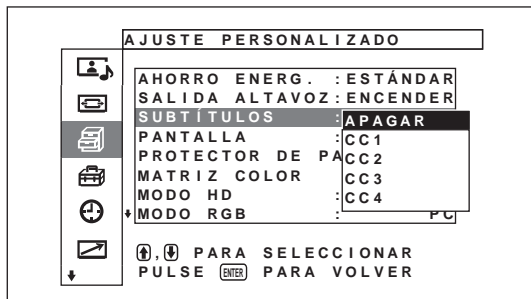 AJUSTE PERSONALIZADO
AHORRO ENERG. :ESTÁNDAR
SALIDA ALTAVOZ:ENCENDER
SUBTÍTULOS :APAGAR
PANTALLA :CC1
PROTECTOR DE PA CC2
MATRIZ COLOR CC3
MODO HD :CC4
MODO RGB : PC
, PARA SELECCIONAR
PULSE ENTER PARA VOLVER